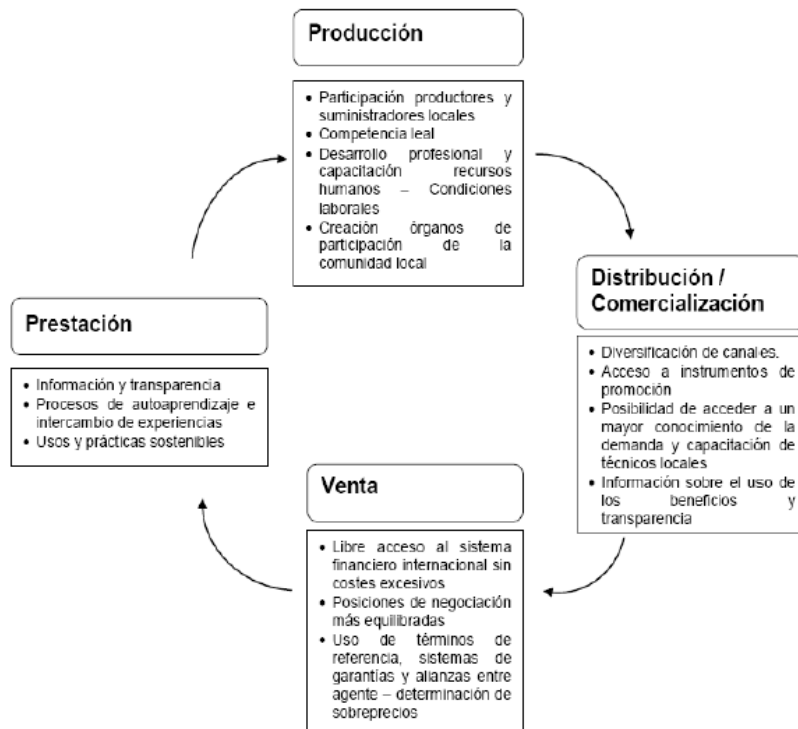 Producción
• Participación productores y
suministradores locales
• Competencia leal
• Desarrollo profesional y
capacitación recursos
humanos – Condiciones
laborales
• Creación órganos de
participación de la
comunidad local
Distribución /
Comercialización
• Diversificación de canales.
• Acceso a instrumentos de
promoción
• Posibilidad de acceder a un
mayor conocimiento de la
demanda y capacitación de
técnicos locales
• Información sobre el uso de
los beneficios y
transparencia
Venta
• Libre acceso al sistema
financiero internacional sin
costes excesivos
• Posiciones de negociación
más equilibradas
• Uso de términos de
referencia, sistemas de
garantías y alianzas entre
agente – determinación de
sobreprecios
Prestación
• Información y transparencia
• Procesos de autoaprendizaje e
intercambio de experiencias
• Usos y prácticas sostenibles